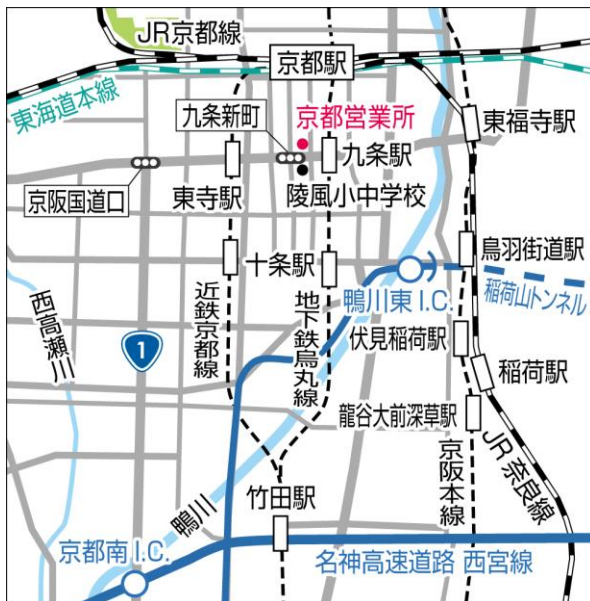 JR京都線
京都駅
東海道本線
九条新町
京都営業所
東福寺駅
京阪国道口
東寺駅
九条駅
陵風小中学校
十条駅
鳥羽街道駅
鴨川東I.C.
稲荷山トンネル
西高瀬川
1
近鉄京都線
地下鉄烏丸線
伏見稲荷駅
稲荷駅
龍谷大前深草駅
京阪本線
JR奈良線
鴨川
竹田駅
京都南I.C.
名神高速道路 西宮線